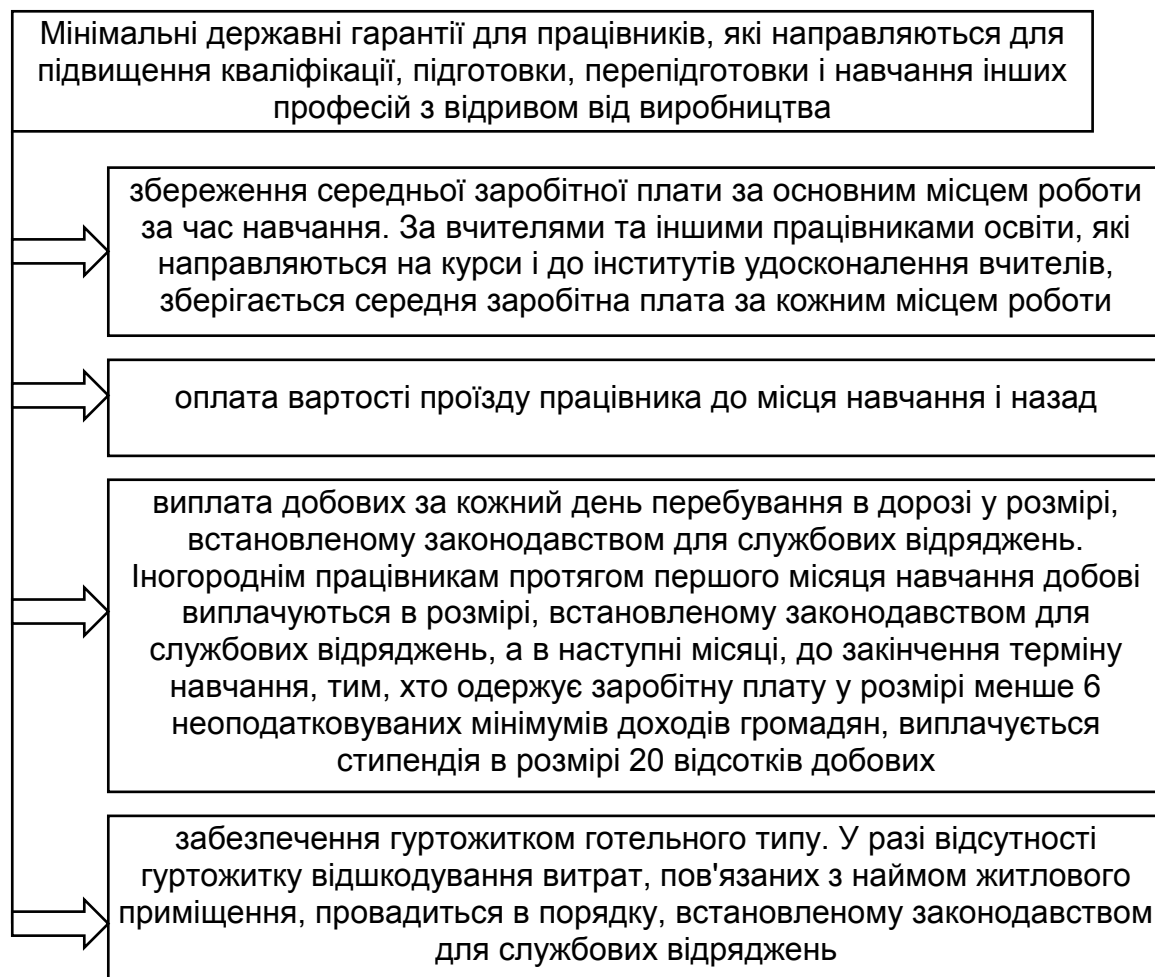 Мінімальні державні гарантії для працівників, які направляються для
підвищення кваліфікації, підготовки, перепідготовки і навчання інших
професій з відривом від виробництва
збереження середньої заробітної плати за основним місцем роботи
за час навчання. За вчителями та іншими працівниками освіти, які
направляються на курси і до інститутів удосконалення вчителів,
зберігається середня заробітна плата за кожним місцем роботи
оплата вартості проїзду працівника до місця навчання і назад
виплата добових за кожний день перебування в дорозі у розмірі,
встановленому законодавством для службових відряджень.
Іногороднім працівникам протягом першого місяця навчання добові
виплачуються в розмірі, встановленому законодавством для
службових відряджень, а в наступні місяці, до закінчення терміну
навчання, тим, хто одержує заробітну плату у розмірі менше 6
неоподатковуваних мінімумів доходів громадян, виплачується
стипендія в розмірі 20 відсотків добових
забезпечення гуртожитком готельного типу. У разі відсутності
гуртожитку відшкодування витрат, пов'язаних з наймом житлового
приміщення, провадиться в порядку, встановленому законодавством
для службових відряджень